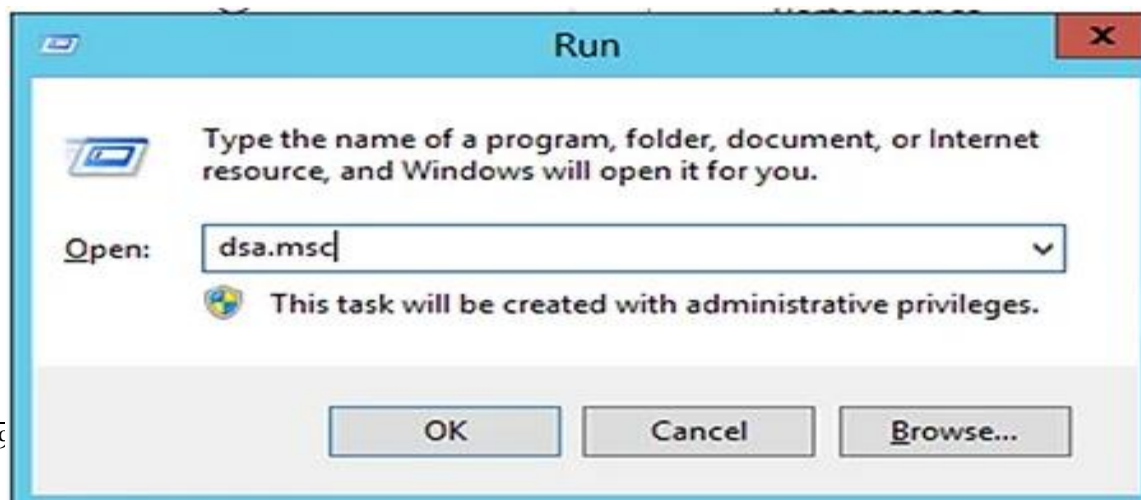 Run
Type the name of a program, folder, document, or Internet
resource, and Windows will open it for you.
Open: dsa.msc
This task will be created with administrative privileges.
OK Cancel Browse...